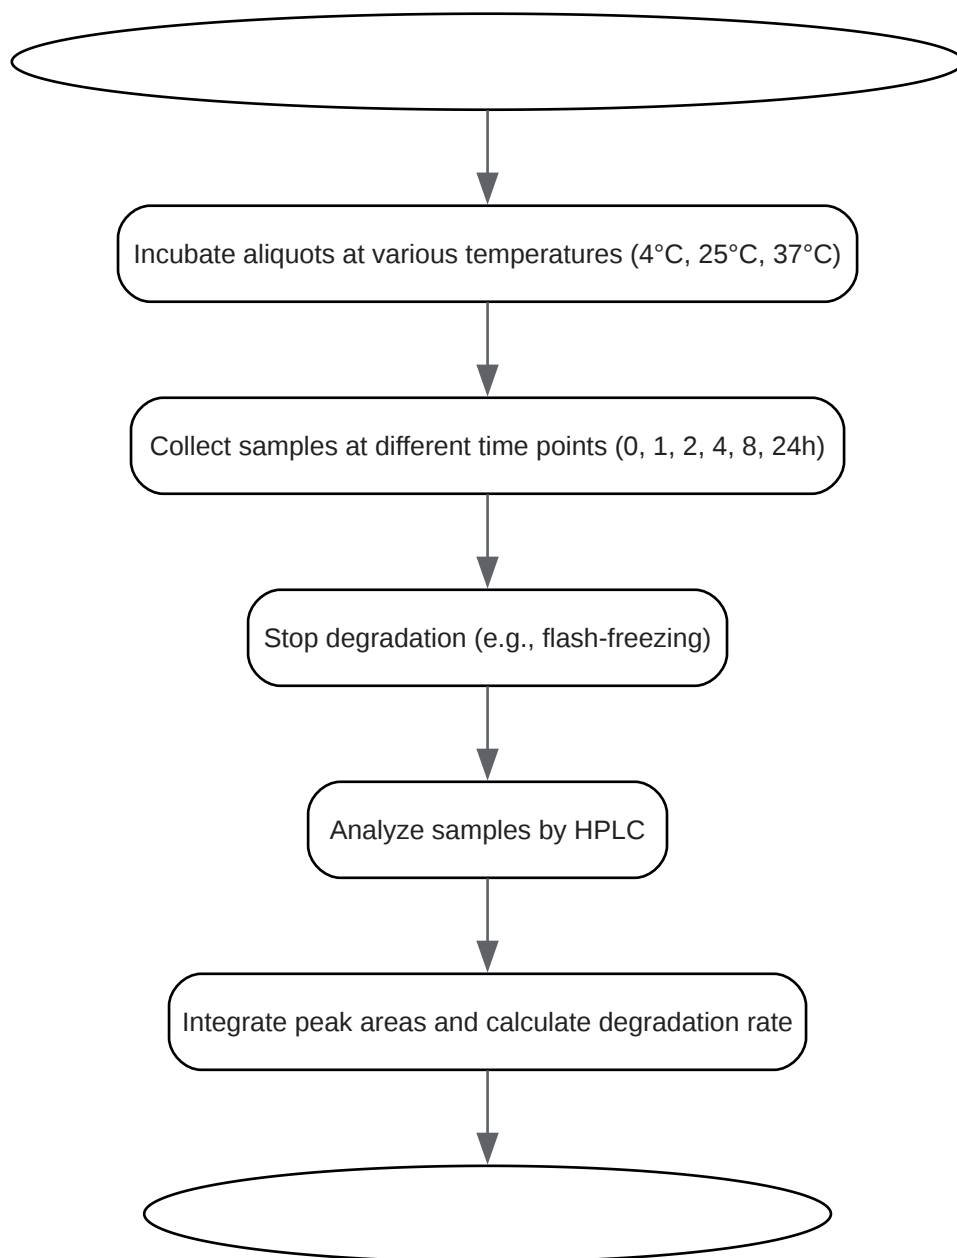 Incubate aliquots at various temperatures (4°C, 25°C, 37°C)
Collect samples at different time points (0, 1, 2, 4, 8, 24h)
Stop degradation (e.g., flash-freezing)
Analyze samples by HPLC
Integrate peak areas and calculate degradation rate